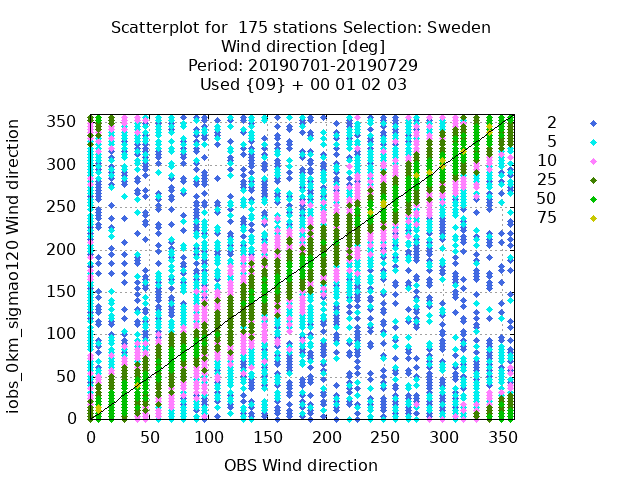 Scatterplot for  175 stations Selection: Sweden
Wind direction [deg]
Period: 20190701-20190729
Used {09} + 00 01 02 03
iobs_0km_sigmao120 Wind direction
350
300
250
200
150
100
50
0
0 50 100 150 200 250 300 350
OBS Wind direction
2
5
10
25
50
75